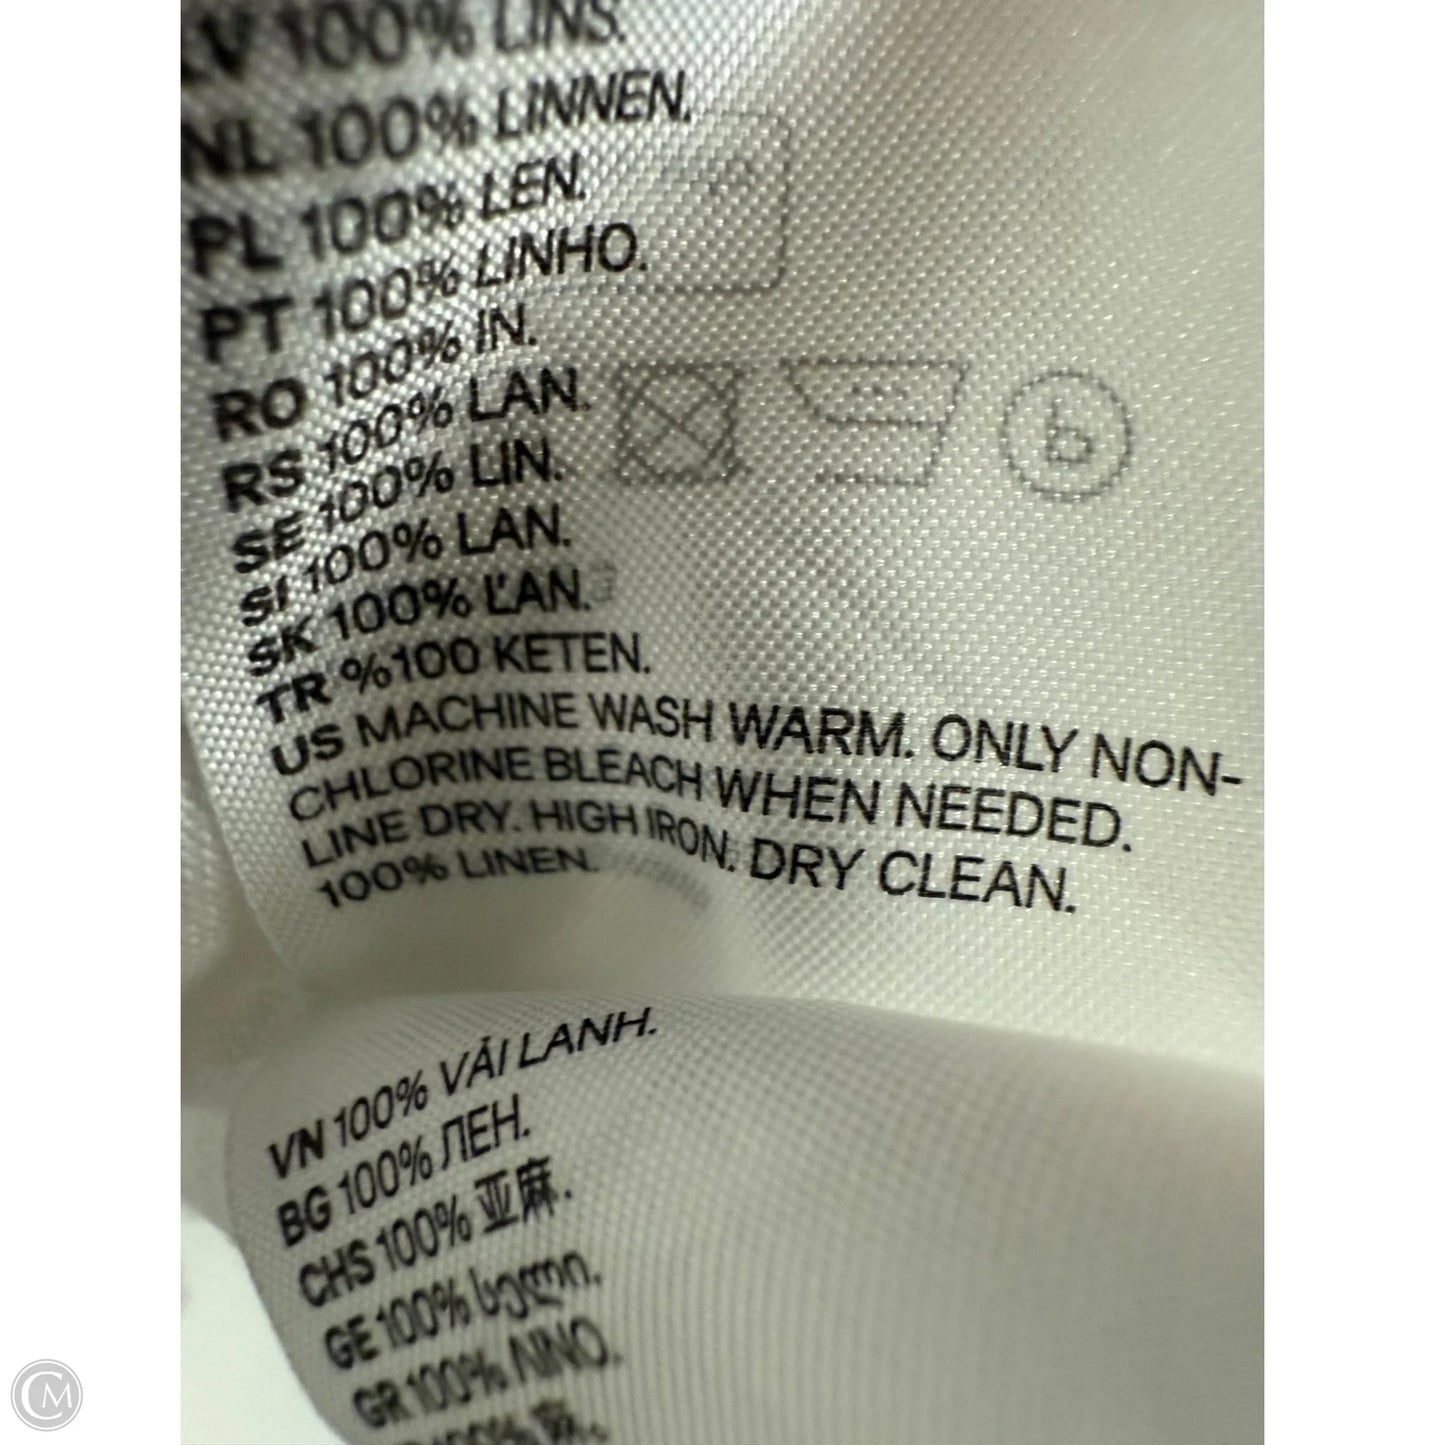 LV 100% LINS.
NL 100% LINNEN.
PL 100% LEN.
PT 100% LINHO.
RO 100% IN.
RS 100% LAN.
SE 100% LIN.
SI 100% LAN.
SK 100% ĽAN.
TR %100 KETEN.
US MACHINE WASH WARM. ONLY NON-
CHLORINE BLEACH WHEN NEEDED.
LINE DRY. HIGH IRON. DRY CLEAN.
100% LINEN.
VN 100% VẢI LANH.
BG 100% ЛЕН.
CHS 100% 亚麻.
GE 100% სელი.
GR 100% ΛΙΝΟ.
100% 麻
CM